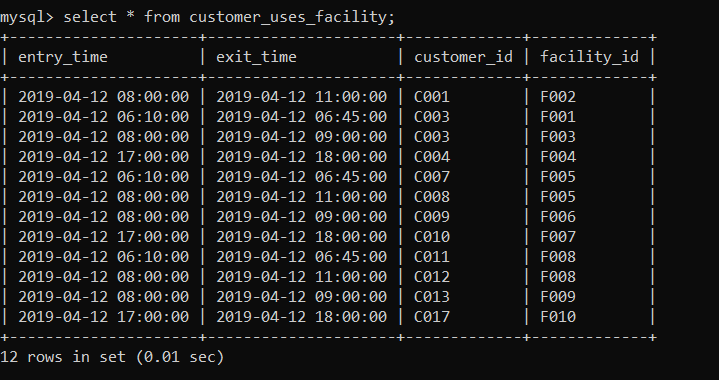 mysql> select * from customer_uses_facility;
+---------------------+---------------------+-------------+-------------+
| entry_time          | exit_time           | customer_id | facility_id |
+---------------------+---------------------+-------------+-------------+
| 2019-04-12 08:00:00 | 2019-04-12 11:00:00 | C001        | F002        |
| 2019-04-12 06:10:00 | 2019-04-12 06:45:00 | C003        | F001        |
| 2019-04-12 08:00:00 | 2019-04-12 09:00:00 | C003        | F003        |
| 2019-04-12 17:00:00 | 2019-04-12 18:00:00 | C004        | F004        |
| 2019-04-12 06:10:00 | 2019-04-12 06:45:00 | C007        | F005        |
| 2019-04-12 08:00:00 | 2019-04-12 11:00:00 | C008        | F005        |
| 2019-04-12 08:00:00 | 2019-04-12 09:00:00 | C009        | F006        |
| 2019-04-12 17:00:00 | 2019-04-12 18:00:00 | C010        | F007        |
| 2019-04-12 06:10:00 | 2019-04-12 06:45:00 | C011        | F008        |
| 2019-04-12 08:00:00 | 2019-04-12 11:00:00 | C012        | F008        |
| 2019-04-12 08:00:00 | 2019-04-12 09:00:00 | C013        | F009        |
| 2019-04-12 17:00:00 | 2019-04-12 18:00:00 | C017        | F010        |
+---------------------+---------------------+-------------+-------------+
12 rows in set (0.01 sec)